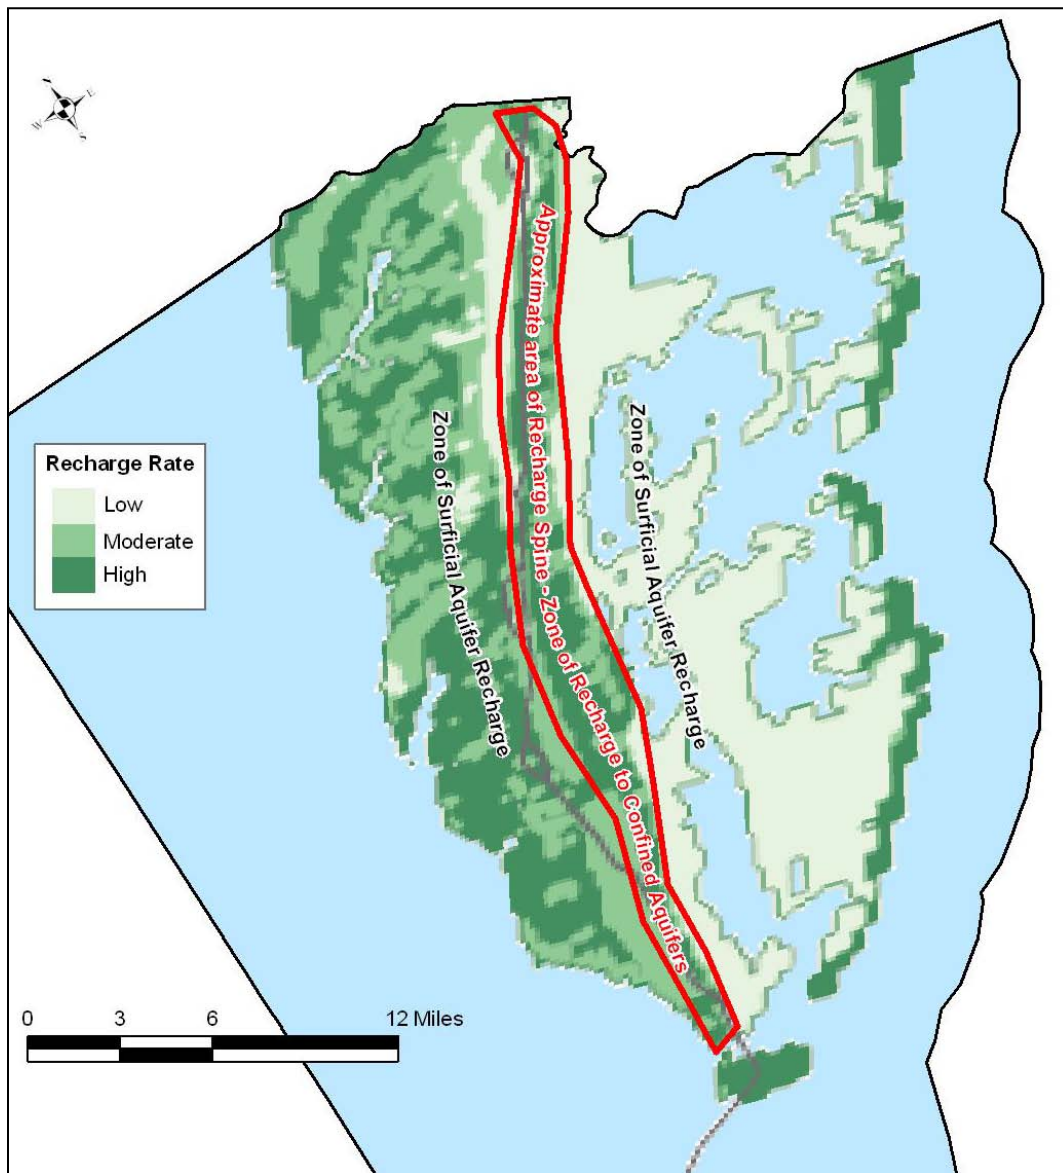 W
E
S
Approximate area of Recharge Spine - Zone of Recharge to Confined Aquifers
Zone of Surficial Aquifer Recharge
Zone of Surficial Aquifer Recharge
Recharge Rate
Low
Moderate
High
0 3 6 12 Miles